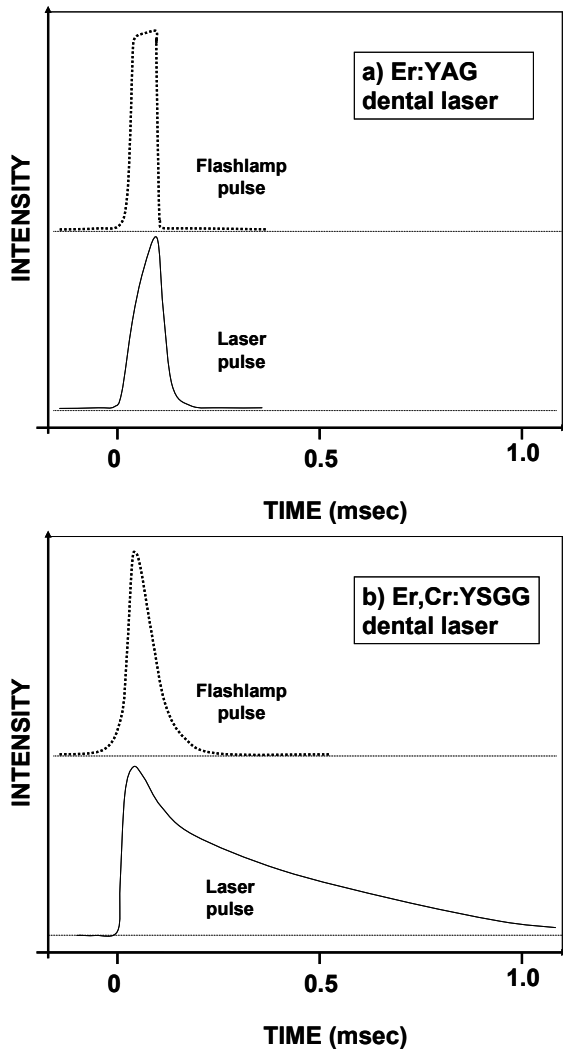 a) Er:YAG
dental laser
INTENSITY
Flashlamp
pulse
Laser
pulse
0
0.5
1.0
TIME (msec)
b) Er,Cr:YSGG
dental laser
INTENSITY
Flashlamp
pulse
Laser
pulse
0
0.5
1.0
TIME (msec)